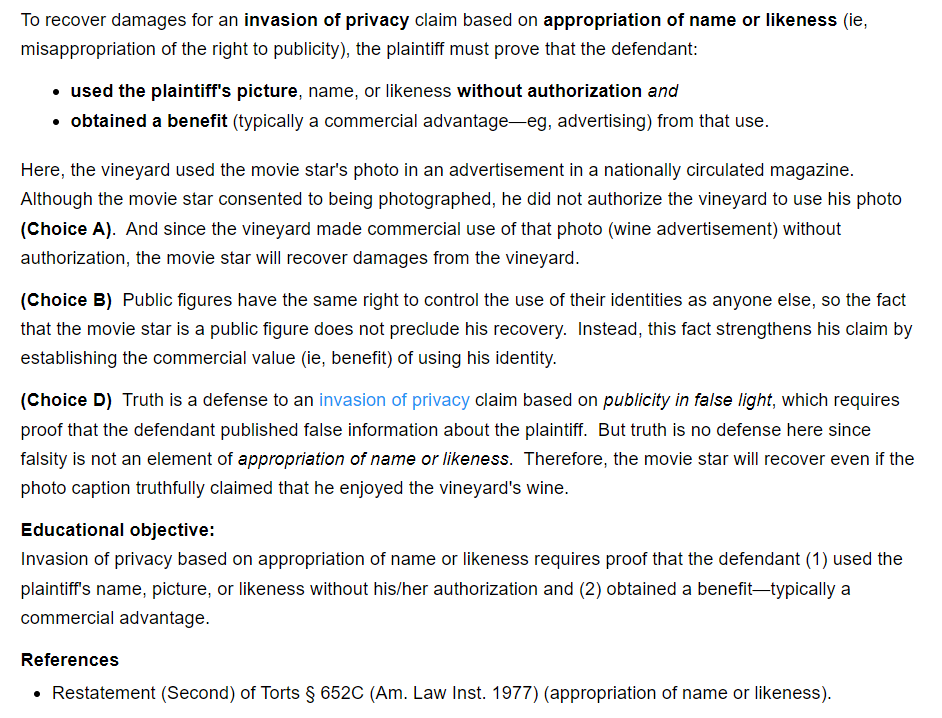 To recover damages for an invasion of privacy claim based on appropriation of name or likeness (ie,
misappropriation of the right to publicity), the plaintiff must prove that the defendant:
• used the plaintiff's picture, name, or likeness without authorization and
• obtained a benefit (typically a commercial advantage—eg, advertising) from that use.
Here, the vineyard used the movie star's photo in an advertisement in a nationally circulated magazine.
Although the movie star consented to being photographed, he did not authorize the vineyard to use his photo
(Choice A).  And since the vineyard made commercial use of that photo (wine advertisement) without
authorization, the movie star will recover damages from the vineyard.
(Choice B)  Public figures have the same right to control the use of their identities as anyone else, so the fact
that the movie star is a public figure does not preclude his recovery.  Instead, this fact strengthens his claim by
establishing the commercial value (ie, benefit) of using his identity.
(Choice D)  Truth is a defense to an invasion of privacy claim based on publicity in false light, which requires
proof that the defendant published false information about the plaintiff.  But truth is no defense here since
falsity is not an element of appropriation of name or likeness.  Therefore, the movie star will recover even if the
photo caption truthfully claimed that he enjoyed the vineyard's wine.
Educational objective:
Invasion of privacy based on appropriation of name or likeness requires proof that the defendant (1) used the
plaintiff's name, picture, or likeness without his/her authorization and (2) obtained a benefit—typically a
commercial advantage.
References
• Restatement (Second) of Torts § 652C (Am. Law Inst. 1977) (appropriation of name or likeness).